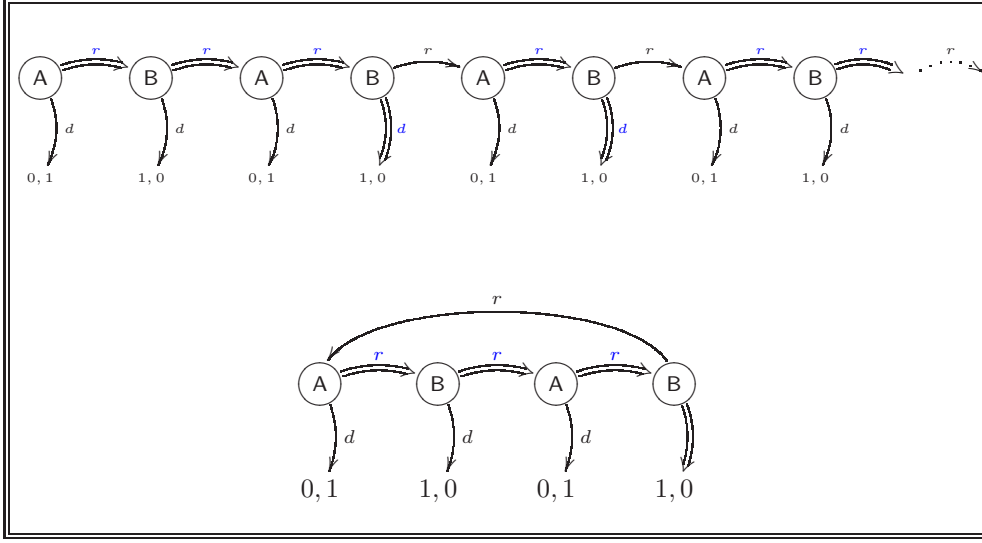 r r r r r r r r
A B A B A B A B
d d d d d d d d
0, 1 1, 0 0, 1 1, 0 0, 1 1, 0 0, 1 1, 0
r
r r r
A B A B
d d d
0, 1 1, 0 0, 1 1, 0